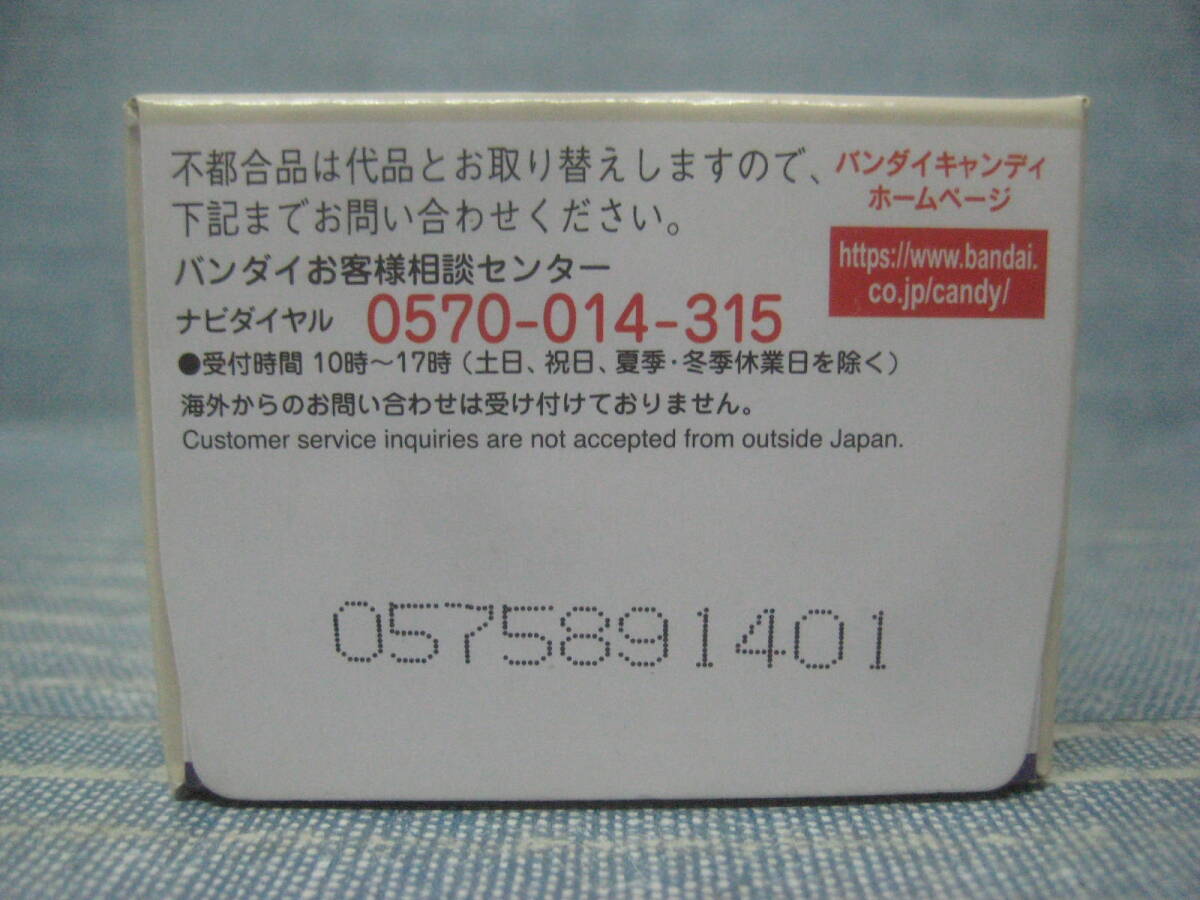 不都合品は代品とお取り替えしますので、
下記までお問い合わせください。
バンダイお客様相談センター
ナビダイヤル 0570-014-315
●受付時間 10時～17時（土日、祝日、夏季・冬季休業日を除く）
海外からのお問い合わせは受け付けておりません。
Customer service inquiries are not accepted from outside Japan.
バンダイキャンディ
ホームページ
https://www.bandai.
co.jp/candy/
0575891401